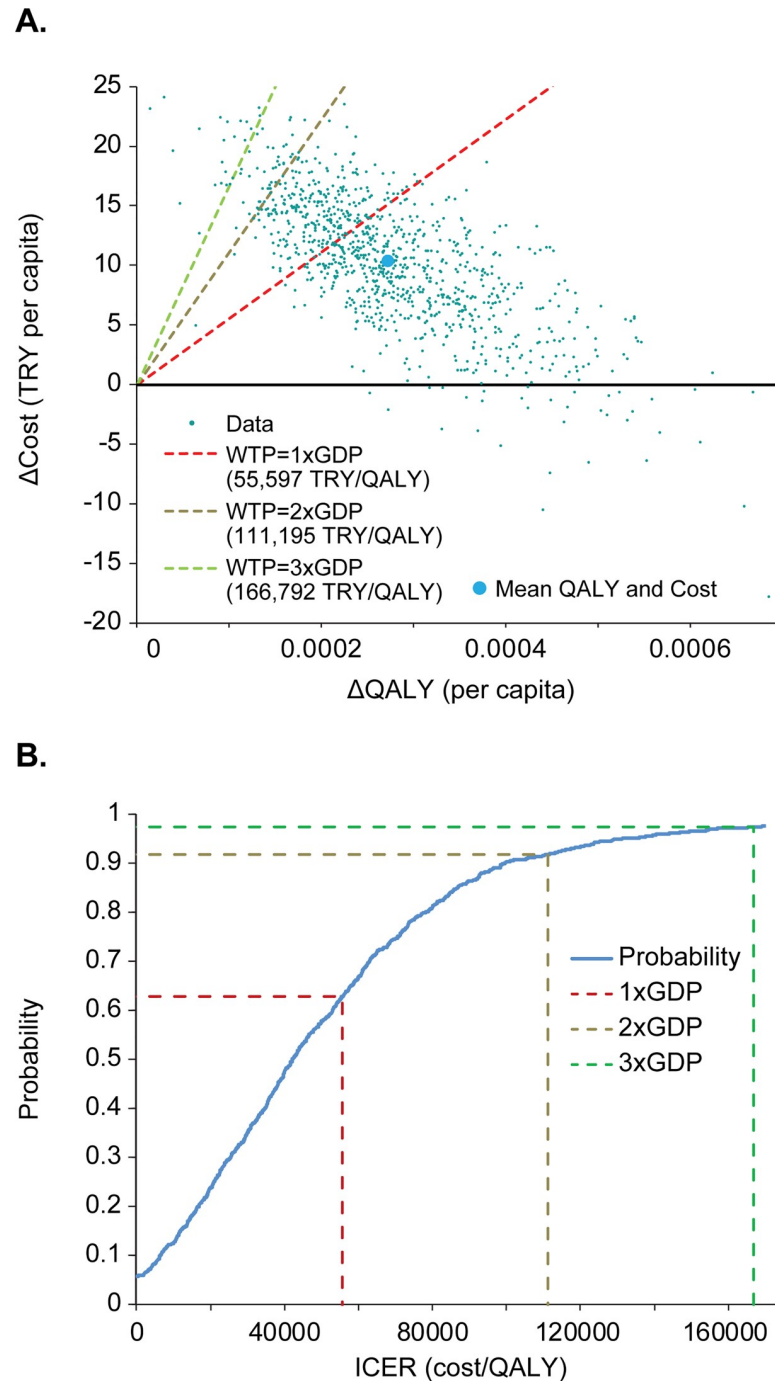 A.
25
20
15
10
5
0
-5
-10
-15
-20
ΔCost (TRY per capita)
Data
WTP=1xGDP
(55,597 TRY/QALY)
WTP=2xGDP
(111,195 TRY/QALY)
WTP=3xGDP
(166,792 TRY/QALY)
Mean QALY and Cost
0 0.0002 0.0004 0.0006
ΔQALY (per capita)
B.
1
0.9
0.8
0.7
0.6
0.5
0.4
0.3
0.2
0.1
0
Probability
Probability
1xGDP
2xGDP
3xGDP
0 40000 80000 120000 160000
ICER (cost/QALY)